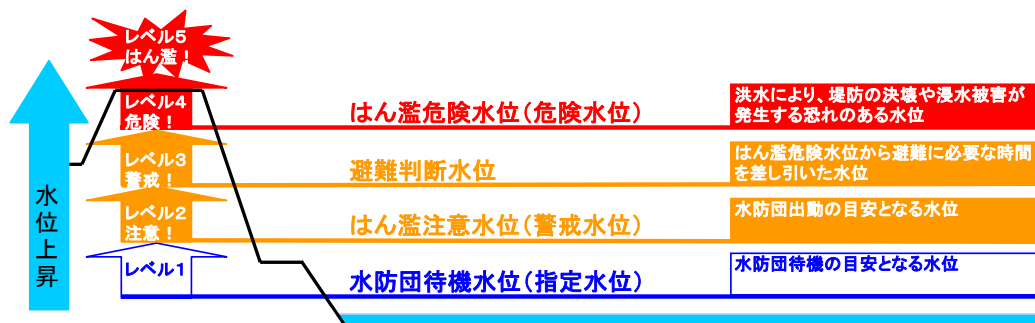 レベル5
はん濫！
レベル4
危険！
はん濫危険水位（危険水位）
洪水により、堤防の決壊や浸水被害が
発生する恐れのある水位
レベル3
警戒！
避難判断水位
はん濫危険水位から避難に必要な時間
を差し引いた水位
レベル2
注意！
はん濫注意水位（警戒水位）
水防団出動の目安となる水位
レベル1
水防団待機水位（指定水位）
水防団待機の目安となる水位
水位上昇